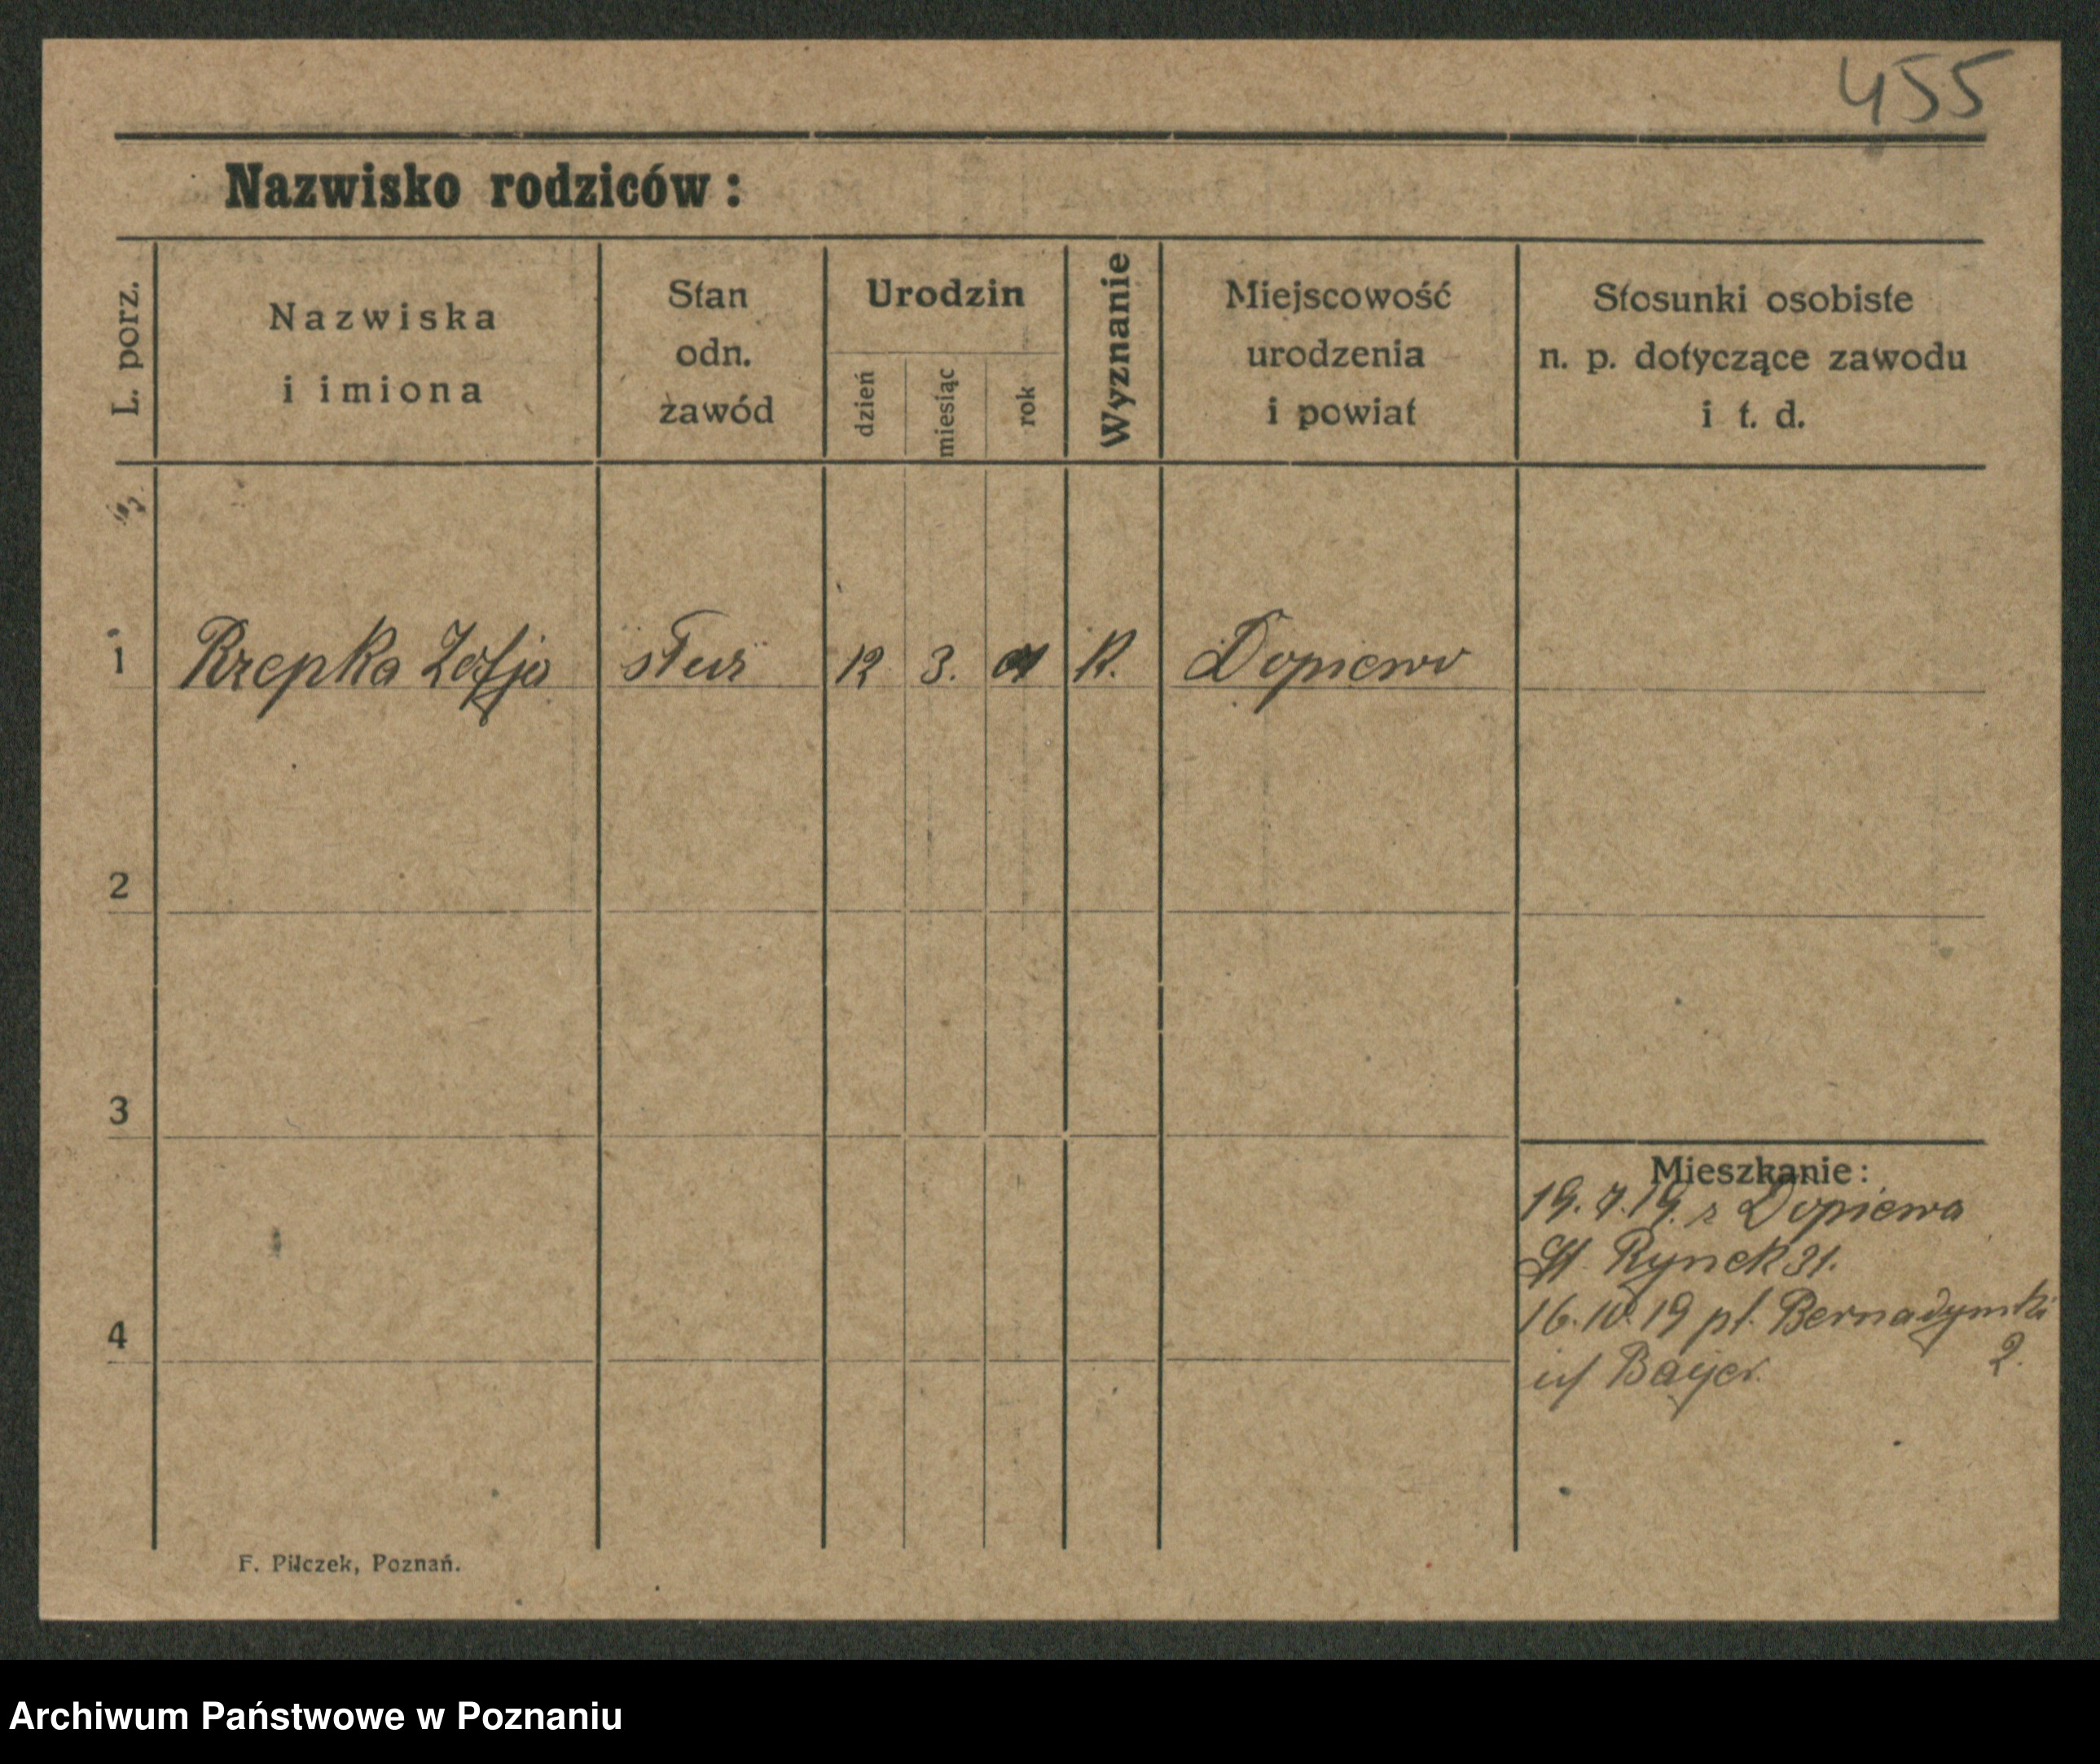 455
Nazwisko rodziców:
L. porz.
Nazwiska
i imiona
Stan
odn.
zawód
Urodzin
dzień
miesiąc
rok
Wyznanie
Miejscowość
urodzenia
i powiat
Stosunki osobiste
n. p. dotyczące zawodu
i t. d.
1 Rzepka Zofja służ 12 3. 01 K. Dopiewo
2
3
Mieszkanie:
19.7.19. z Dopiewa
St. Rynek 31.
4
16.10.19 pl. Bernadyński
2.
u/ Bayer.
F. Pilczek, Poznań.
Archiwum Państwowe w Poznaniu